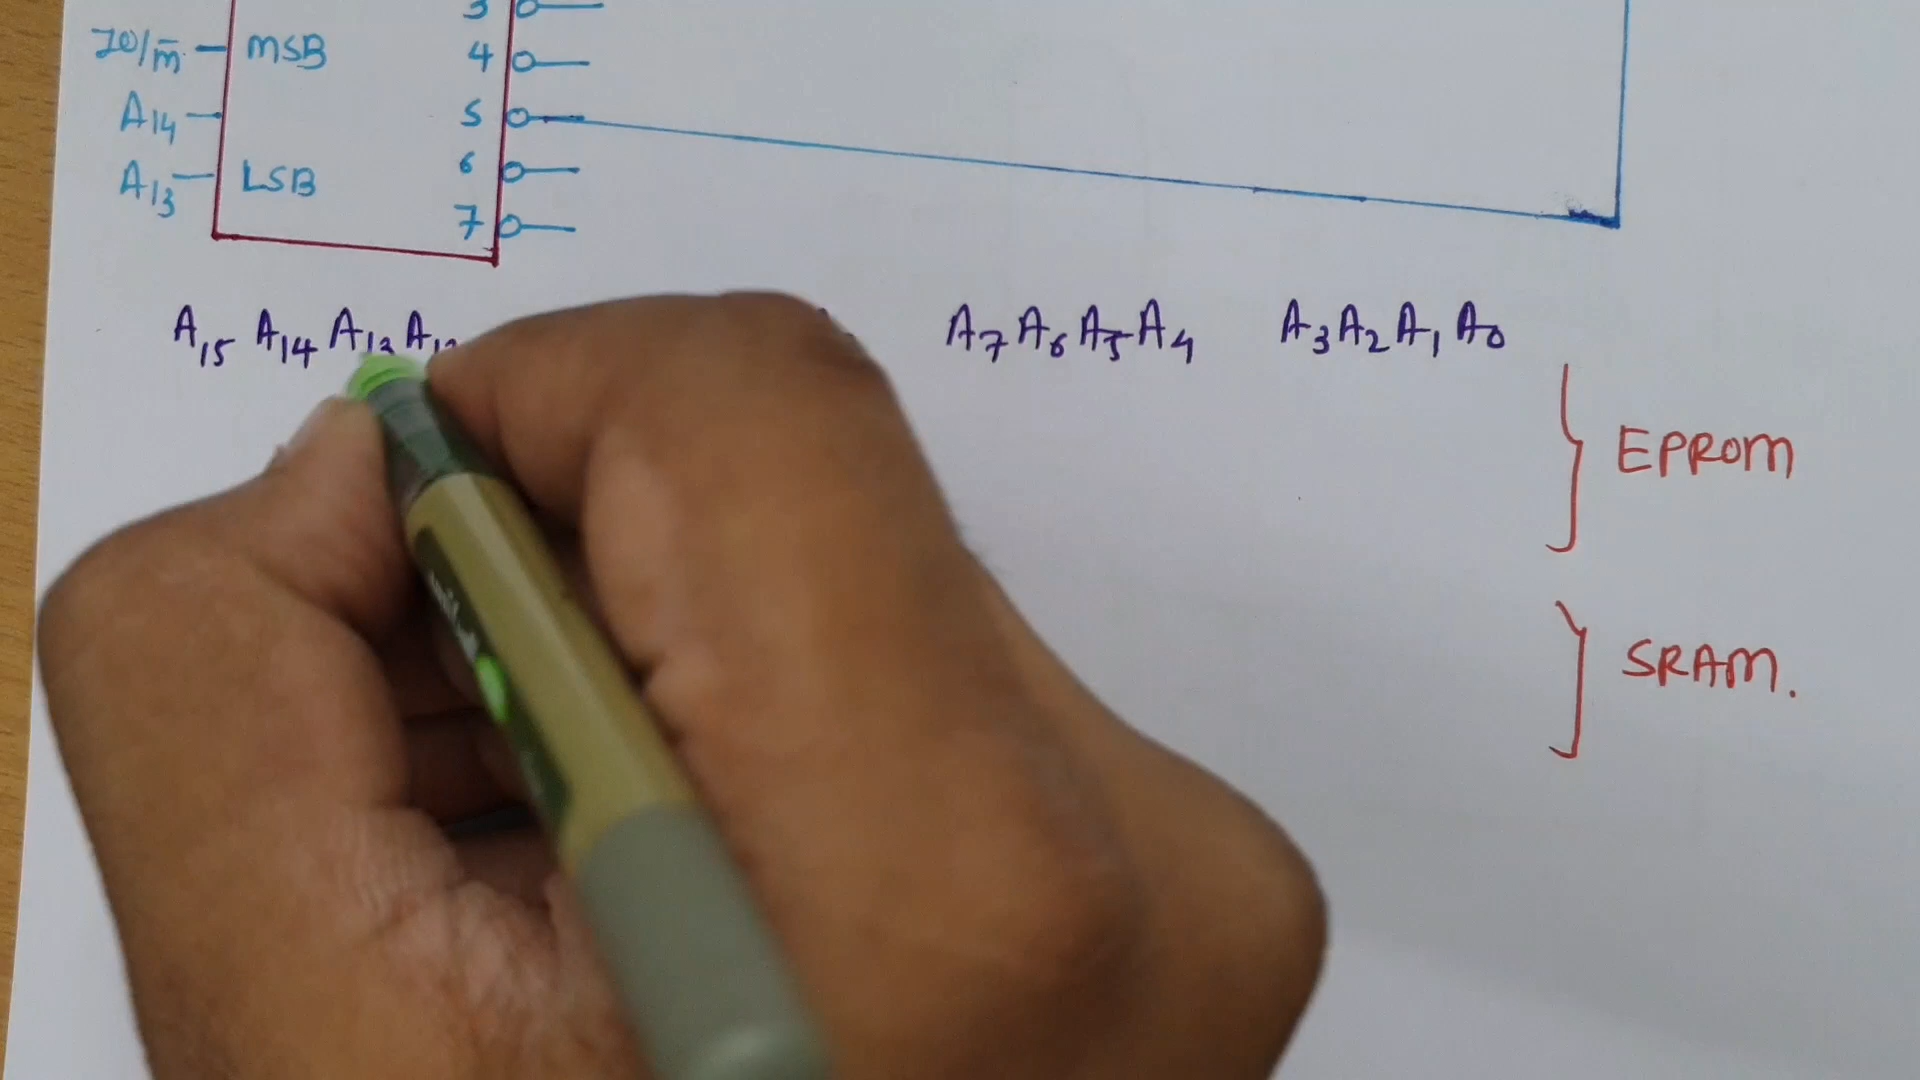 3
IO/m̅ MSB 4
A14 5
6
A13 LSB
7
A15 A14 A13 A12 A7 A6 A5 A4 A3 A2 A1 A0
EPROM
SRAM.